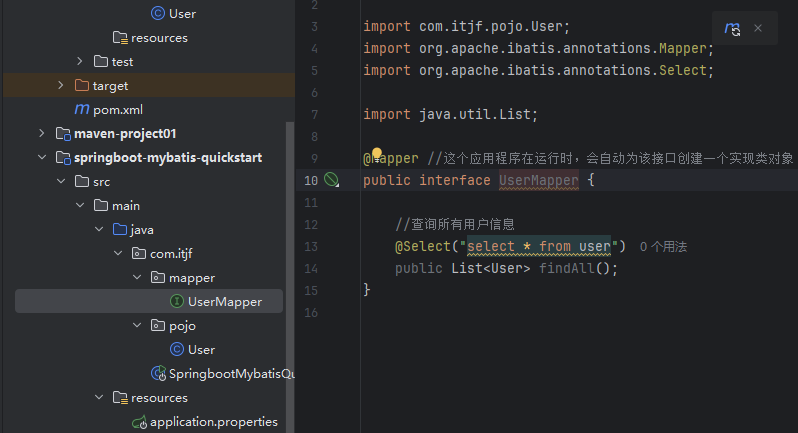 User
resources
test
target
pom.xml
maven-project01
springboot-mybatis-quickstart
src
main
java
com.itjf
mapper
UserMapper
pojo
User
SpringbootMybatisQu
resources
application.properties
2
3 import com.itjf.pojo.User;
4 import org.apache.ibatis.annotations.Mapper;
5 import org.apache.ibatis.annotations.Select;
6
7 import java.util.List;
8
9 @Mapper //这个应用程序在运行时，会自动为该接口创建一个实现类对象
10 public interface UserMapper {
11
12 //查询所有用户信息
13 @Select("select * from user") 0 个用法
14 public List<User> findAll();
15 }
16
m